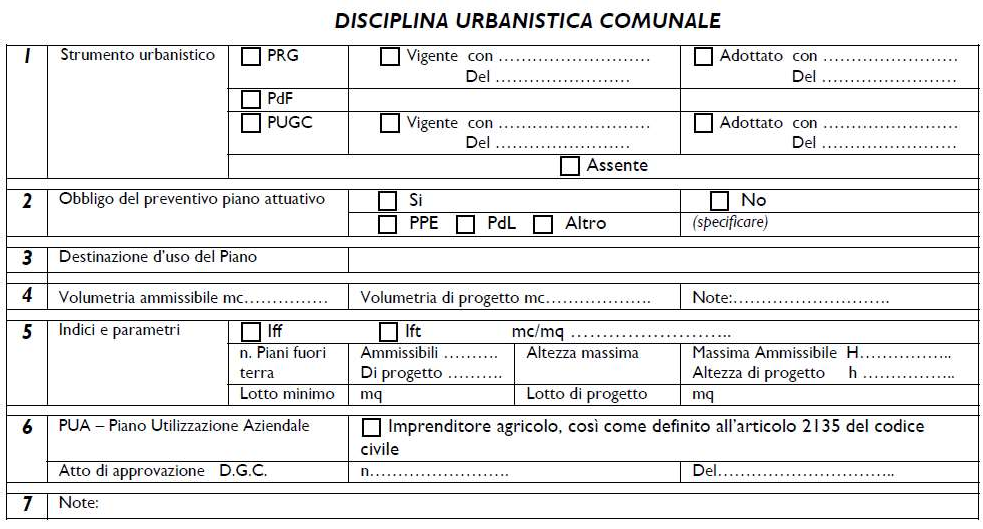 DISCIPLINA URBANISTICA COMUNALE
1 Strumento urbanistico PRG Vigente con ………………………. Adottato con ……………………
Del …………………… Del ……………………
PdF
PUGC Vigente con ………………………. Adottato con ……………………
Del …………………… Del ……………………
Assente
2 Obbligo del preventivo piano attuativo Si No
PPE PdL Altro (specificare)
3 Destinazione d’uso del Piano
4 Volumetria ammissibile mc…………… Volumetria di progetto mc………………. Note:……………………….
5 Indici e parametri Iff Ift mc/mq ……………………..
n. Piani fuori Ammissibili ………. Altezza massima Massima Ammissibile H……………..
terra Di progetto ………. Altezza di progetto h ……………..
Lotto minimo mq Lotto di progetto mq
6 PUA – Piano Utilizzazione Aziendale Imprenditore agricolo, così come definito all’articolo 2135 del codice
civile
Atto di approvazione D.G.C. n……………………. Del…………………………..
7 Note: